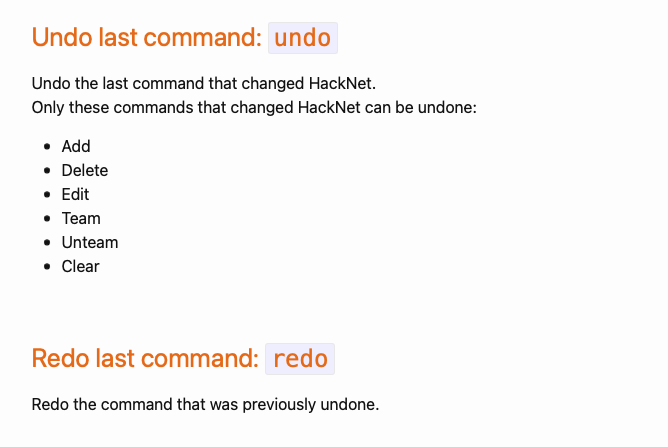 Undo last command: undo
Undo the last command that changed HackNet.
Only these commands that changed HackNet can be undone:
Add
Delete
Edit
Team
Unteam
Clear
Redo last command: redo
Redo the command that was previously undone.